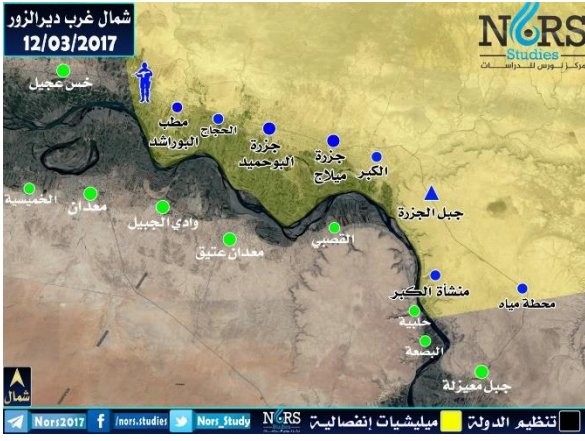 شمال غرب ديرالزور
12/03/2017
NORS
Studies
مركز نورس للدراسات
خس عجيل
مطب
البوراشد
الحجاج
جزرة
البوحميد
جزرة
ميلاج
الكبر
جبل الجزرة
الخميسية
معدان
وادي الجبيل
معدان عتيق
القصبي
منشأة الكبر
محطة مياه
حلبية
البصعة
جبل معيزلة
شمال
Nors2017
/nors.studies
Nors_Study
NORS
Studies
ميليشيات إنفصالية
تنظيم الدولة